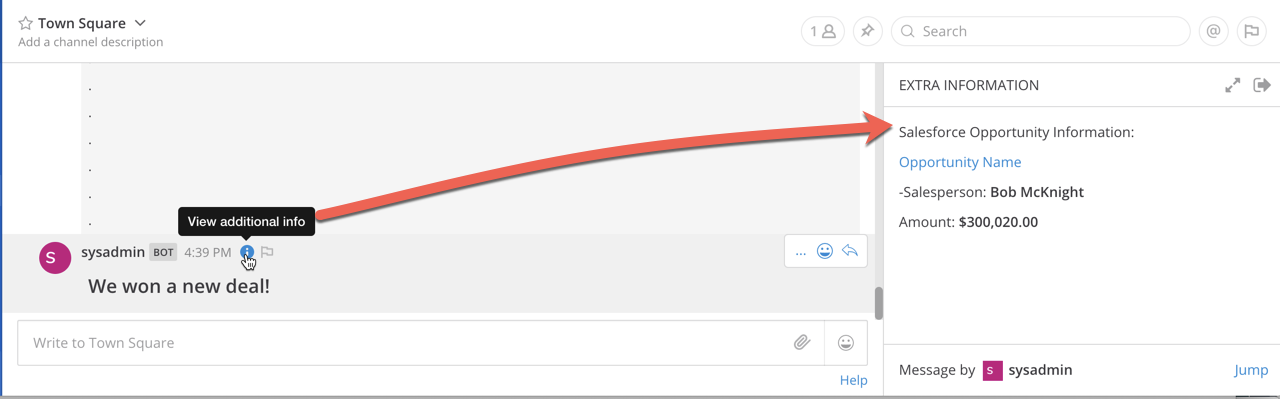 Town Square
Add a channel description
1
Search
@
.
.
.
.
.
.
View additional info
S
sysadmin BOT 4:39 PM
...
We won a new deal!
Write to Town Square
Help
EXTRA INFORMATION
Salesforce Opportunity Information:
Opportunity Name
-Salesperson: Bob McKnight
Amount: $300,020.00
Message by S sysadmin
Jump